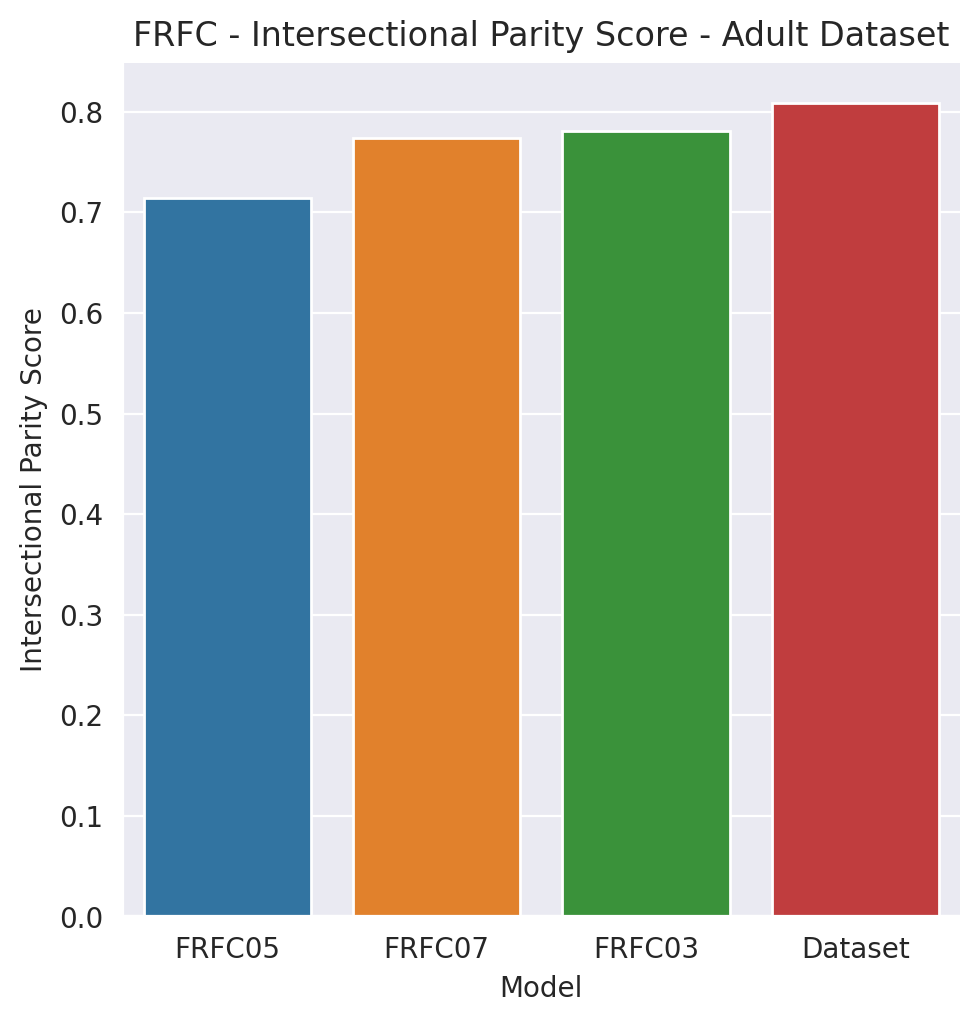 FRFC - Intersectional Parity Score - Adult Dataset
Intersectional Parity Score
0.8
0.7
0.6
0.5
0.4
0.3
0.2
0.1
0.0
FRFC05 FRFC07 FRFC03 Dataset
Model